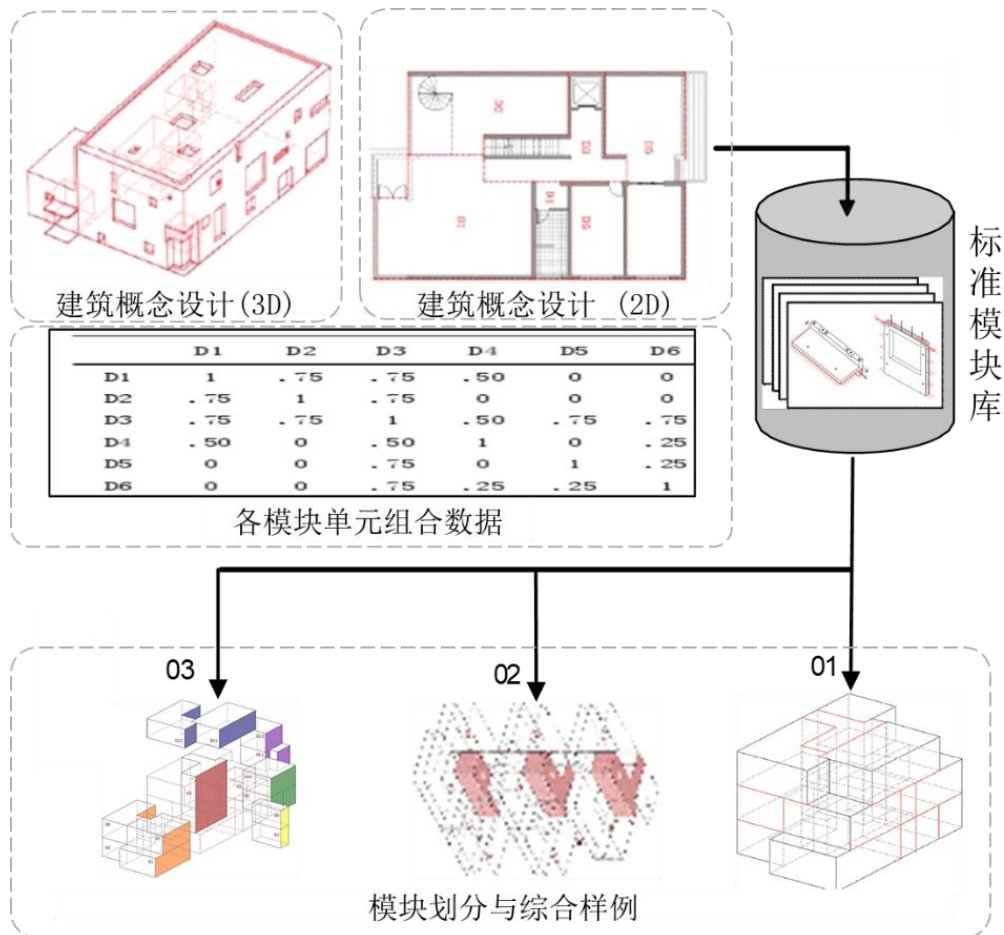 建筑概念设计(3D)
建筑概念设计 (2D)
标准模块库
D1 D2 D3 D4 D5 D6
D1 1 .75 .75 .50 0 0
D2 .75 1 .75 0 0 0
D3 .75 .75 1 .50 .75 .75
D4 .50 0 .50 1 0 .25
D5 0 0 .75 0 1 .25
D6 0 0 .75 .25 .25 1
各模块单元组合数据
03
02
01
模块划分与综合样例